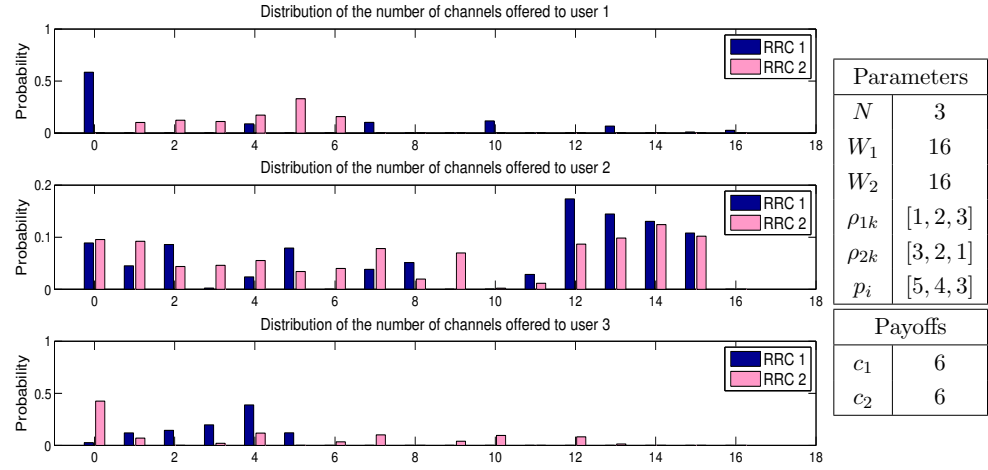 Distribution of the number of channels offered to user 1
Probability
1
0.5
0
RRC 1
RRC 2
0 2 4 6 8 10 12 14 16 18
Distribution of the number of channels offered to user 2
Probability
0.2
0.1
0
RRC 1
RRC 2
0 2 4 6 8 10 12 14 16 18
Distribution of the number of channels offered to user 3
Probability
1
0.5
0
RRC 1
RRC 2
0 2 4 6 8 10 12 14 16 18
Parameters
N 3
W₁ 16
W₂ 16
ρ₁ₖ [1, 2, 3]
ρ₂ₖ [3, 2, 1]
pᵢ [5, 4, 3]
Payoffs
c₁ 6
c₂ 6